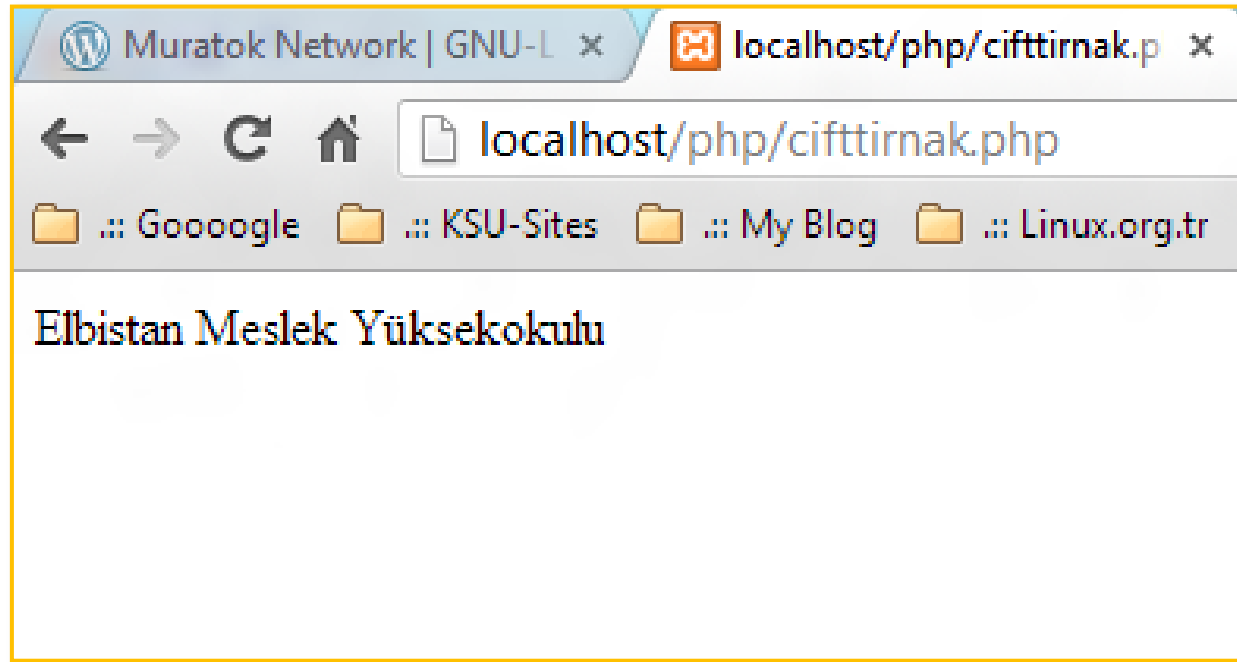 Muratok Network | GNU-L
localhost/php/cifttirnak.p
localhost/php/cifttirnak.php
.:: Goooogle .:: KSU-Sites .:: My Blog .:: Linux.org.tr
Elbistan Meslek Yüksekokulu